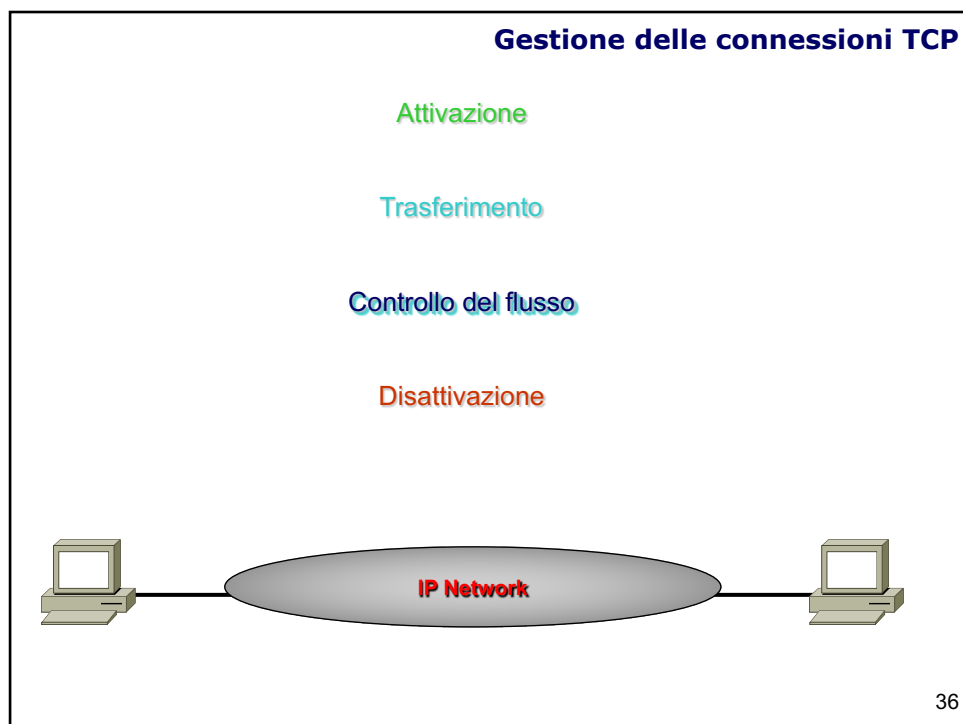 Gestione delle connessioni TCP
Attivazione
Trasferimento
Controllo del flusso
Disattivazione
IP Network
36